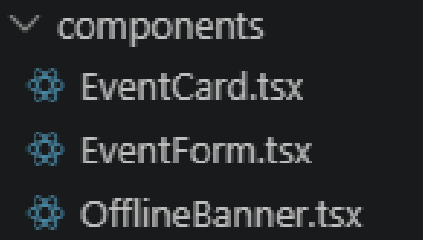 components
EventCard.tsx
EventForm.tsx
OfflineBanner.tsx